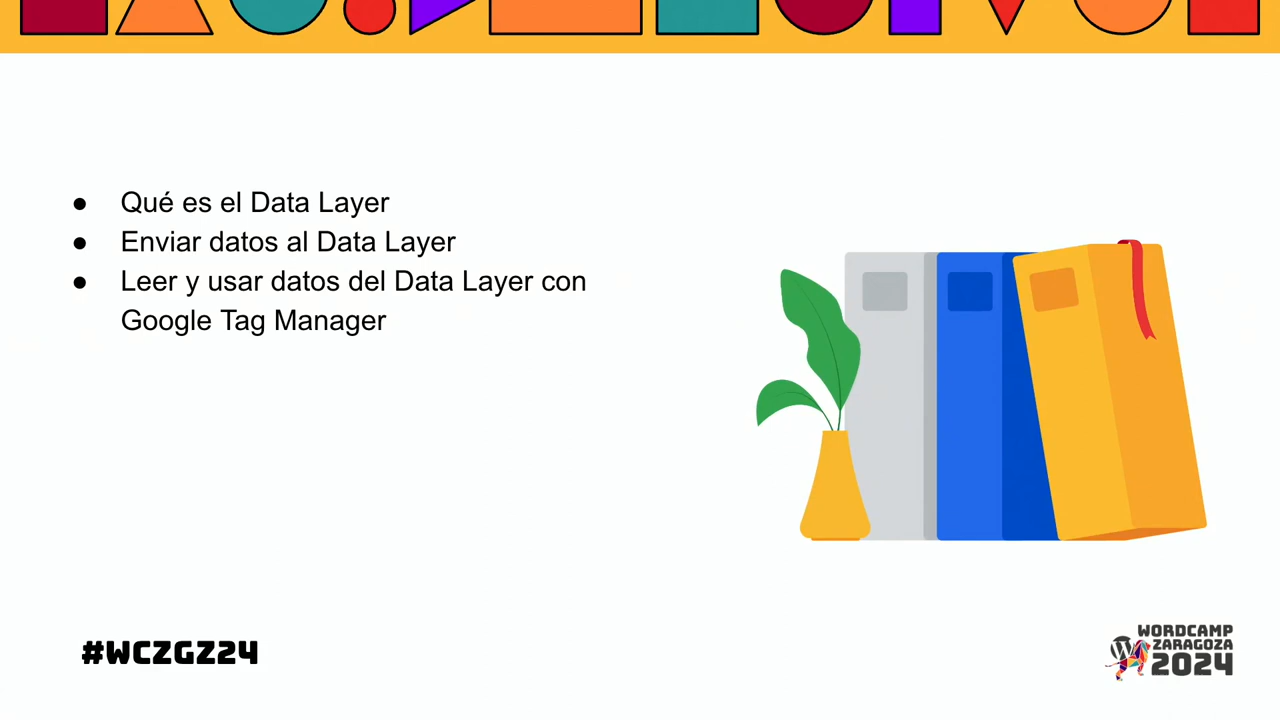 ● Qué es el Data Layer
● Enviar datos al Data Layer
● Leer y usar datos del Data Layer con
Google Tag Manager
#WCZGZ24
WORDCAMP
ZARAGOZA
2024